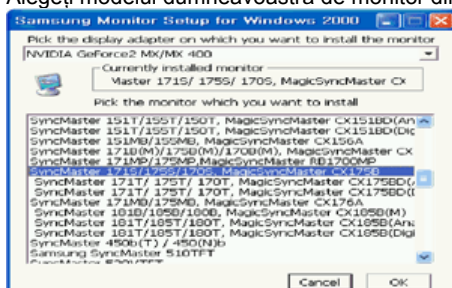 Alegeți modelul dumneavoastră de monitor din
Samsung Monitor Setup for Windows 2000
Pick the display adapter on which you want to install the monitor
NVIDIA GeForce2 MX/MX 400
Currently installed monitor
Master 171S/ 175S/ 170S, MagicSyncMaster CX
Pick the monitor which you want to install
SyncMaster 151T/155T/150T, MagicSyncMaster CX151BD(An
SyncMaster 151T/155T/150T, MagicSyncMaster CX151BD(Dig
SyncMaster 151MB/155MB, MagicSyncMaster CX156A
SyncMaster 171B(M)/175B(M)/170B(M), MagicSyncMaster CX
SyncMaster 171MP/175MP,MagicSyncMaster RB1700MP
SyncMaster 171S/175S/170S, MagicSyncMaster CX175B
SyncMaster 171T/ 175T/ 170T, MagicSyncMaster CX175BD(
SyncMaster 171T/ 175T/ 170T, MagicSyncMaster CX175BD(
SyncMaster 171MB/175MB, MagicSyncMaster CX176A
SyncMaster 181B/185B/180B, MagicSyncMaster CX185B(M)
SyncMaster 181T/185T/180T, MagicSyncMaster CX185B(Ana
SyncMaster 181T/185T/180T, MagicSyncMaster CX185B(Digi
SyncMaster 450b(T) / 450(N)b
Samsung SyncMaster 510TFT
SyncMaster 520TFT
Cancel
OK